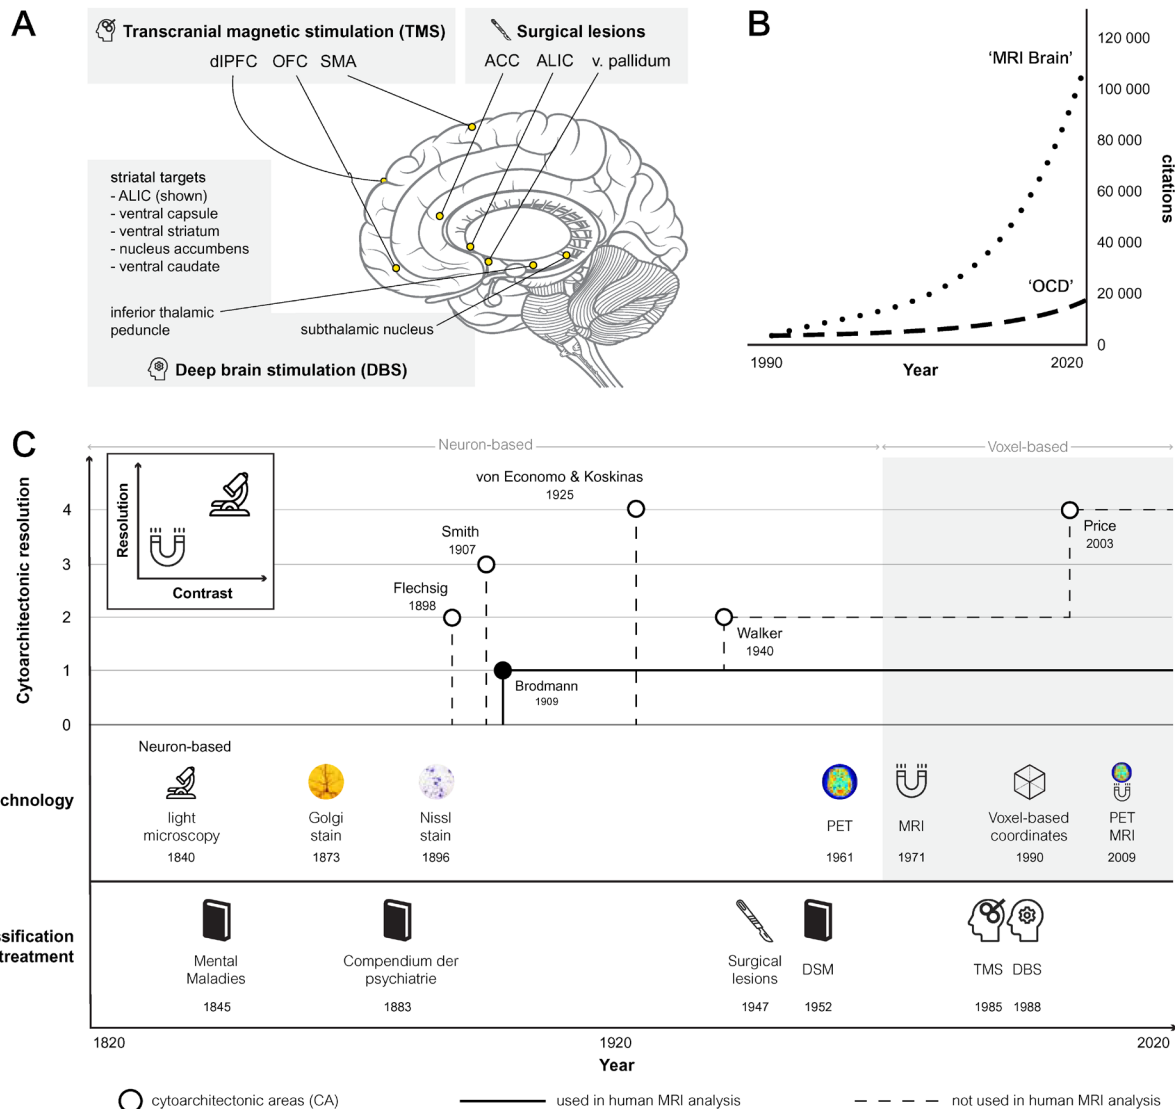 A
Transcranial magnetic stimulation (TMS)
dlPFC OFC SMA
Surgical lesions
ACC ALIC v. pallidum
striatal targets
- ALIC (shown)
- ventral capsule
- ventral striatum
- nucleus accumbens
- ventral caudate
inferior thalamic
peduncle
subthalamic nucleus
Deep brain stimulation (DBS)
B
'MRI Brain'
'OCD'
120 000
100 000
80 000
60 000
40 000
20 000
0
citations
1990
2020
Year
C
Neuron-based
Voxel-based
Cytoarchitectonic resolution
4
3
2
1
0
Resolution
Contrast
von Economo & Koskinas
1925
Smith
1907
Flechsig
1898
Brodmann
1909
Walker
1940
Price
2003
chnology
Neuron-based
light
microscopy
1840
Golgi
stain
1873
Nissl
stain
1896
PET
1961
MRI
1971
Voxel-based
coordinates
1990
PET
MRI
2009
ssification
treatment
Mental
Maladies
1845
Compendium der
psychiatrie
1883
Surgical
lesions
1947
DSM
1952
TMS
1985
DBS
1988
1820
1920
2020
Year
cytoarchitectonic areas (CA)
used in human MRI analysis
not used in human MRI analysis